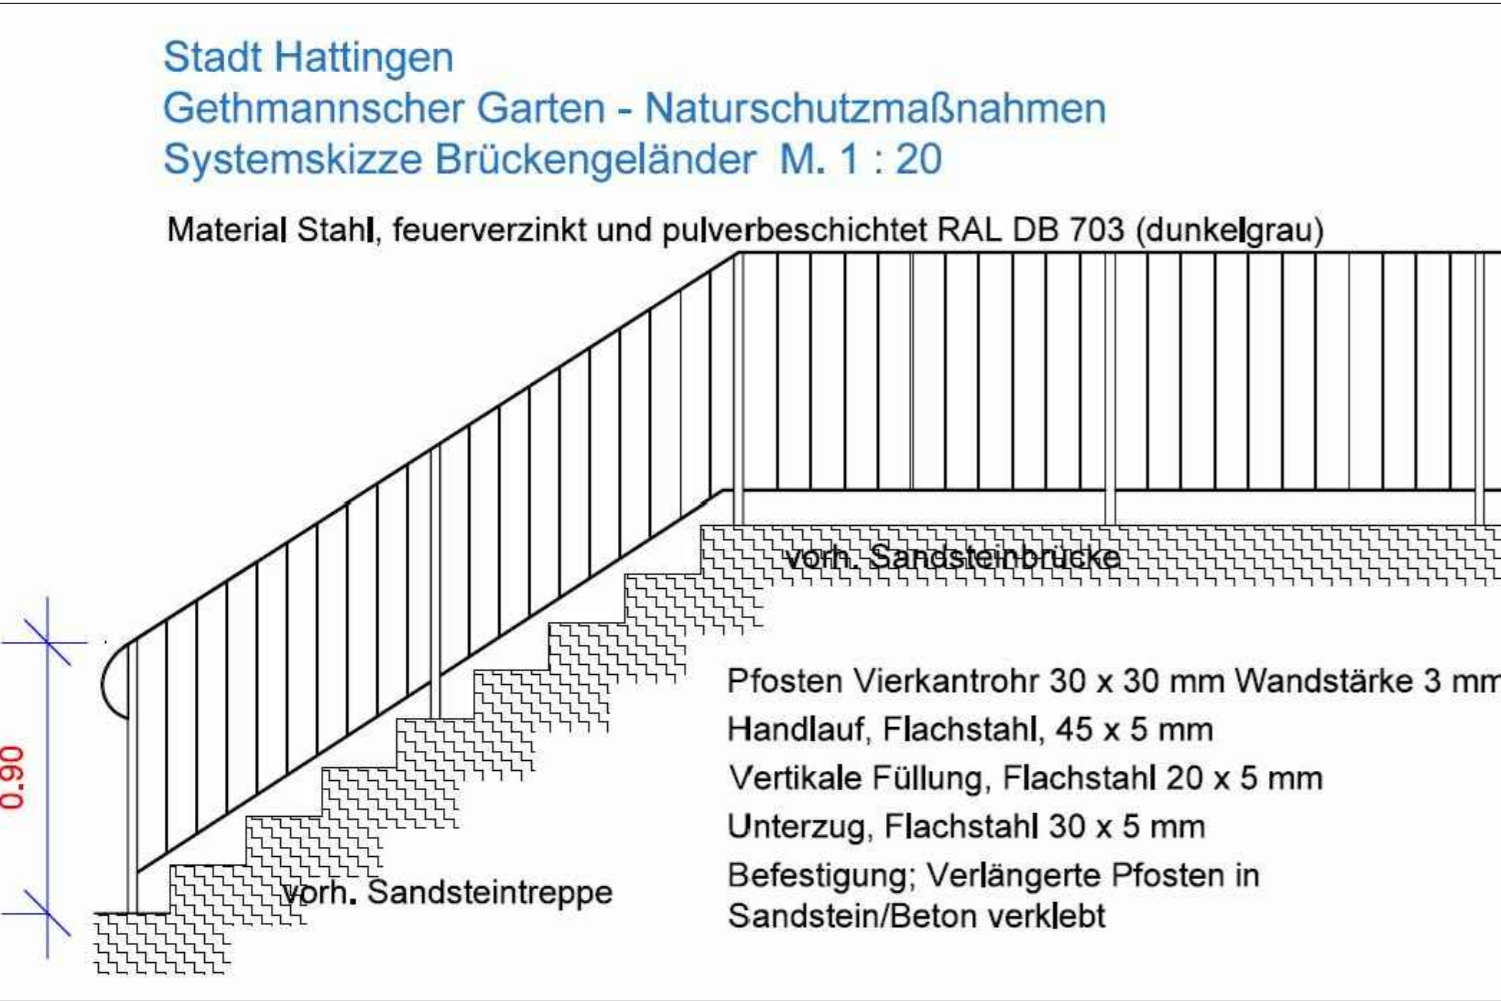 Stadt Hattingen
Gethmannscher Garten - Naturschutzmaßnahmen
Systemskizze Brückengeländer M. 1 : 20
Material Stahl, feuerverzinkt und pulverbeschichtet RAL DB 703 (dunkelgrau)
vorh. Sandsteinbrücke
Pfosten Vierkantrohr 30 x 30 mm Wandstärke 3 mm
Handlauf, Flachstahl, 45 x 5 mm
Vertikale Füllung, Flachstahl 20 x 5 mm
Unterzug, Flachstahl 30 x 5 mm
Befestigung; Verlängerte Pfosten in
Sandstein/Beton verklebt
0.90
vorh. Sandsteintreppe